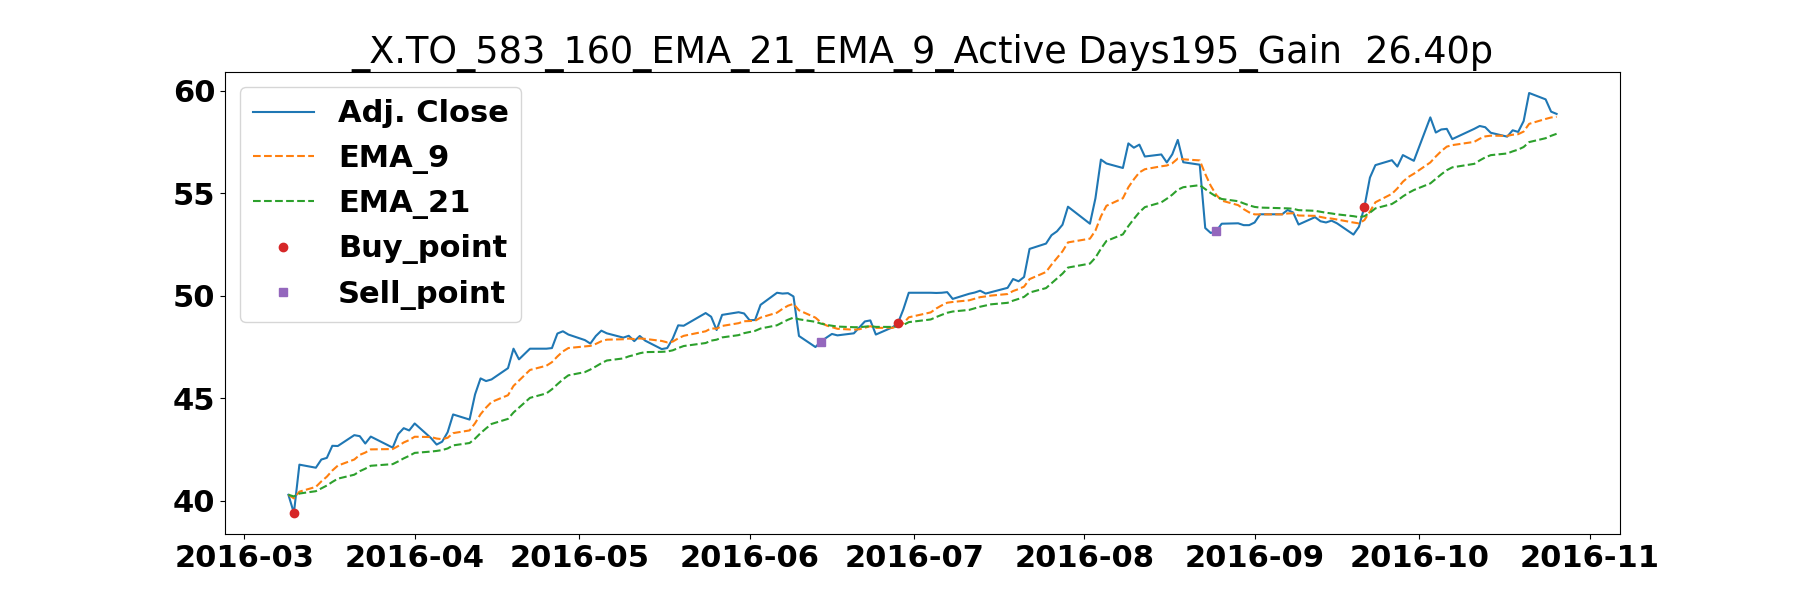 _X.TO_583_160_EMA_21_EMA_9_Active Days195_Gain  26.40p
60
55
50
45
40
Adj. Close
EMA_9
EMA_21
Buy_point
Sell_point
2016-03 2016-04 2016-05 2016-06 2016-07 2016-08 2016-09 2016-10 2016-11